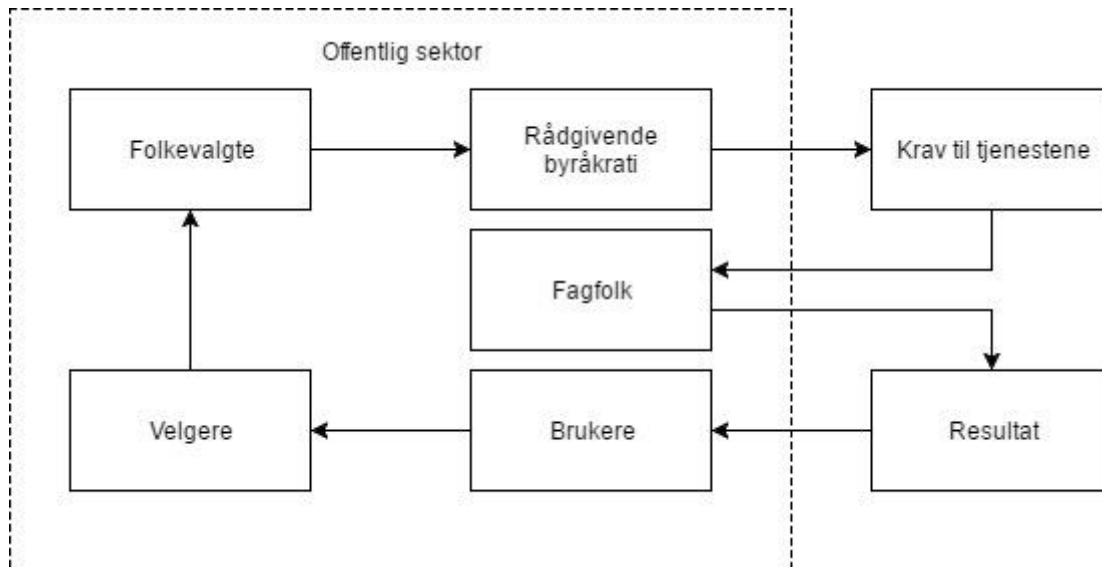 Offentlig sektor
Folkevalgte
Rådgivende
byråkrati
Krav til tjenestene
Fagfolk
Velgere
Brukere
Resultat